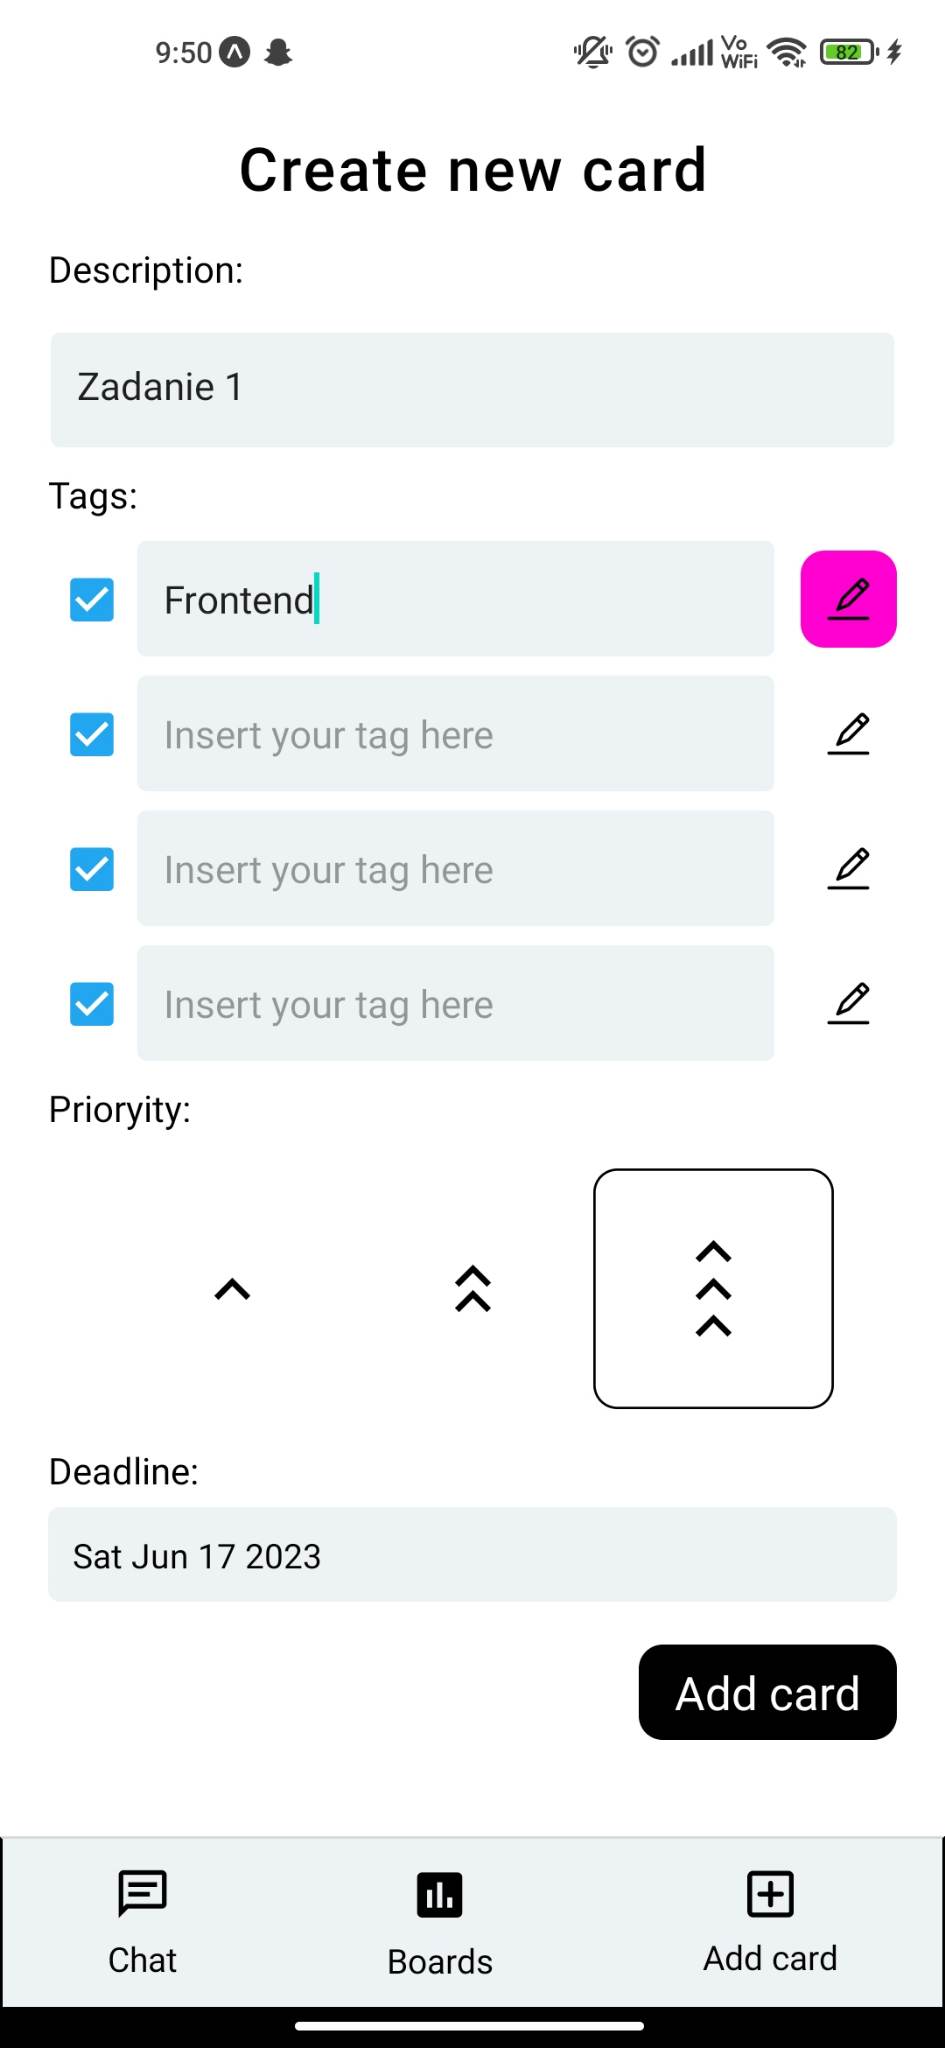 9:50
Vo
WiFi
82
Create new card
Description:
Zadanie 1
Tags:
Frontend
Insert your tag here
Insert your tag here
Insert your tag here
Prioryity:
Deadline:
Sat Jun 17 2023
Add card
Chat
Boards
Add card